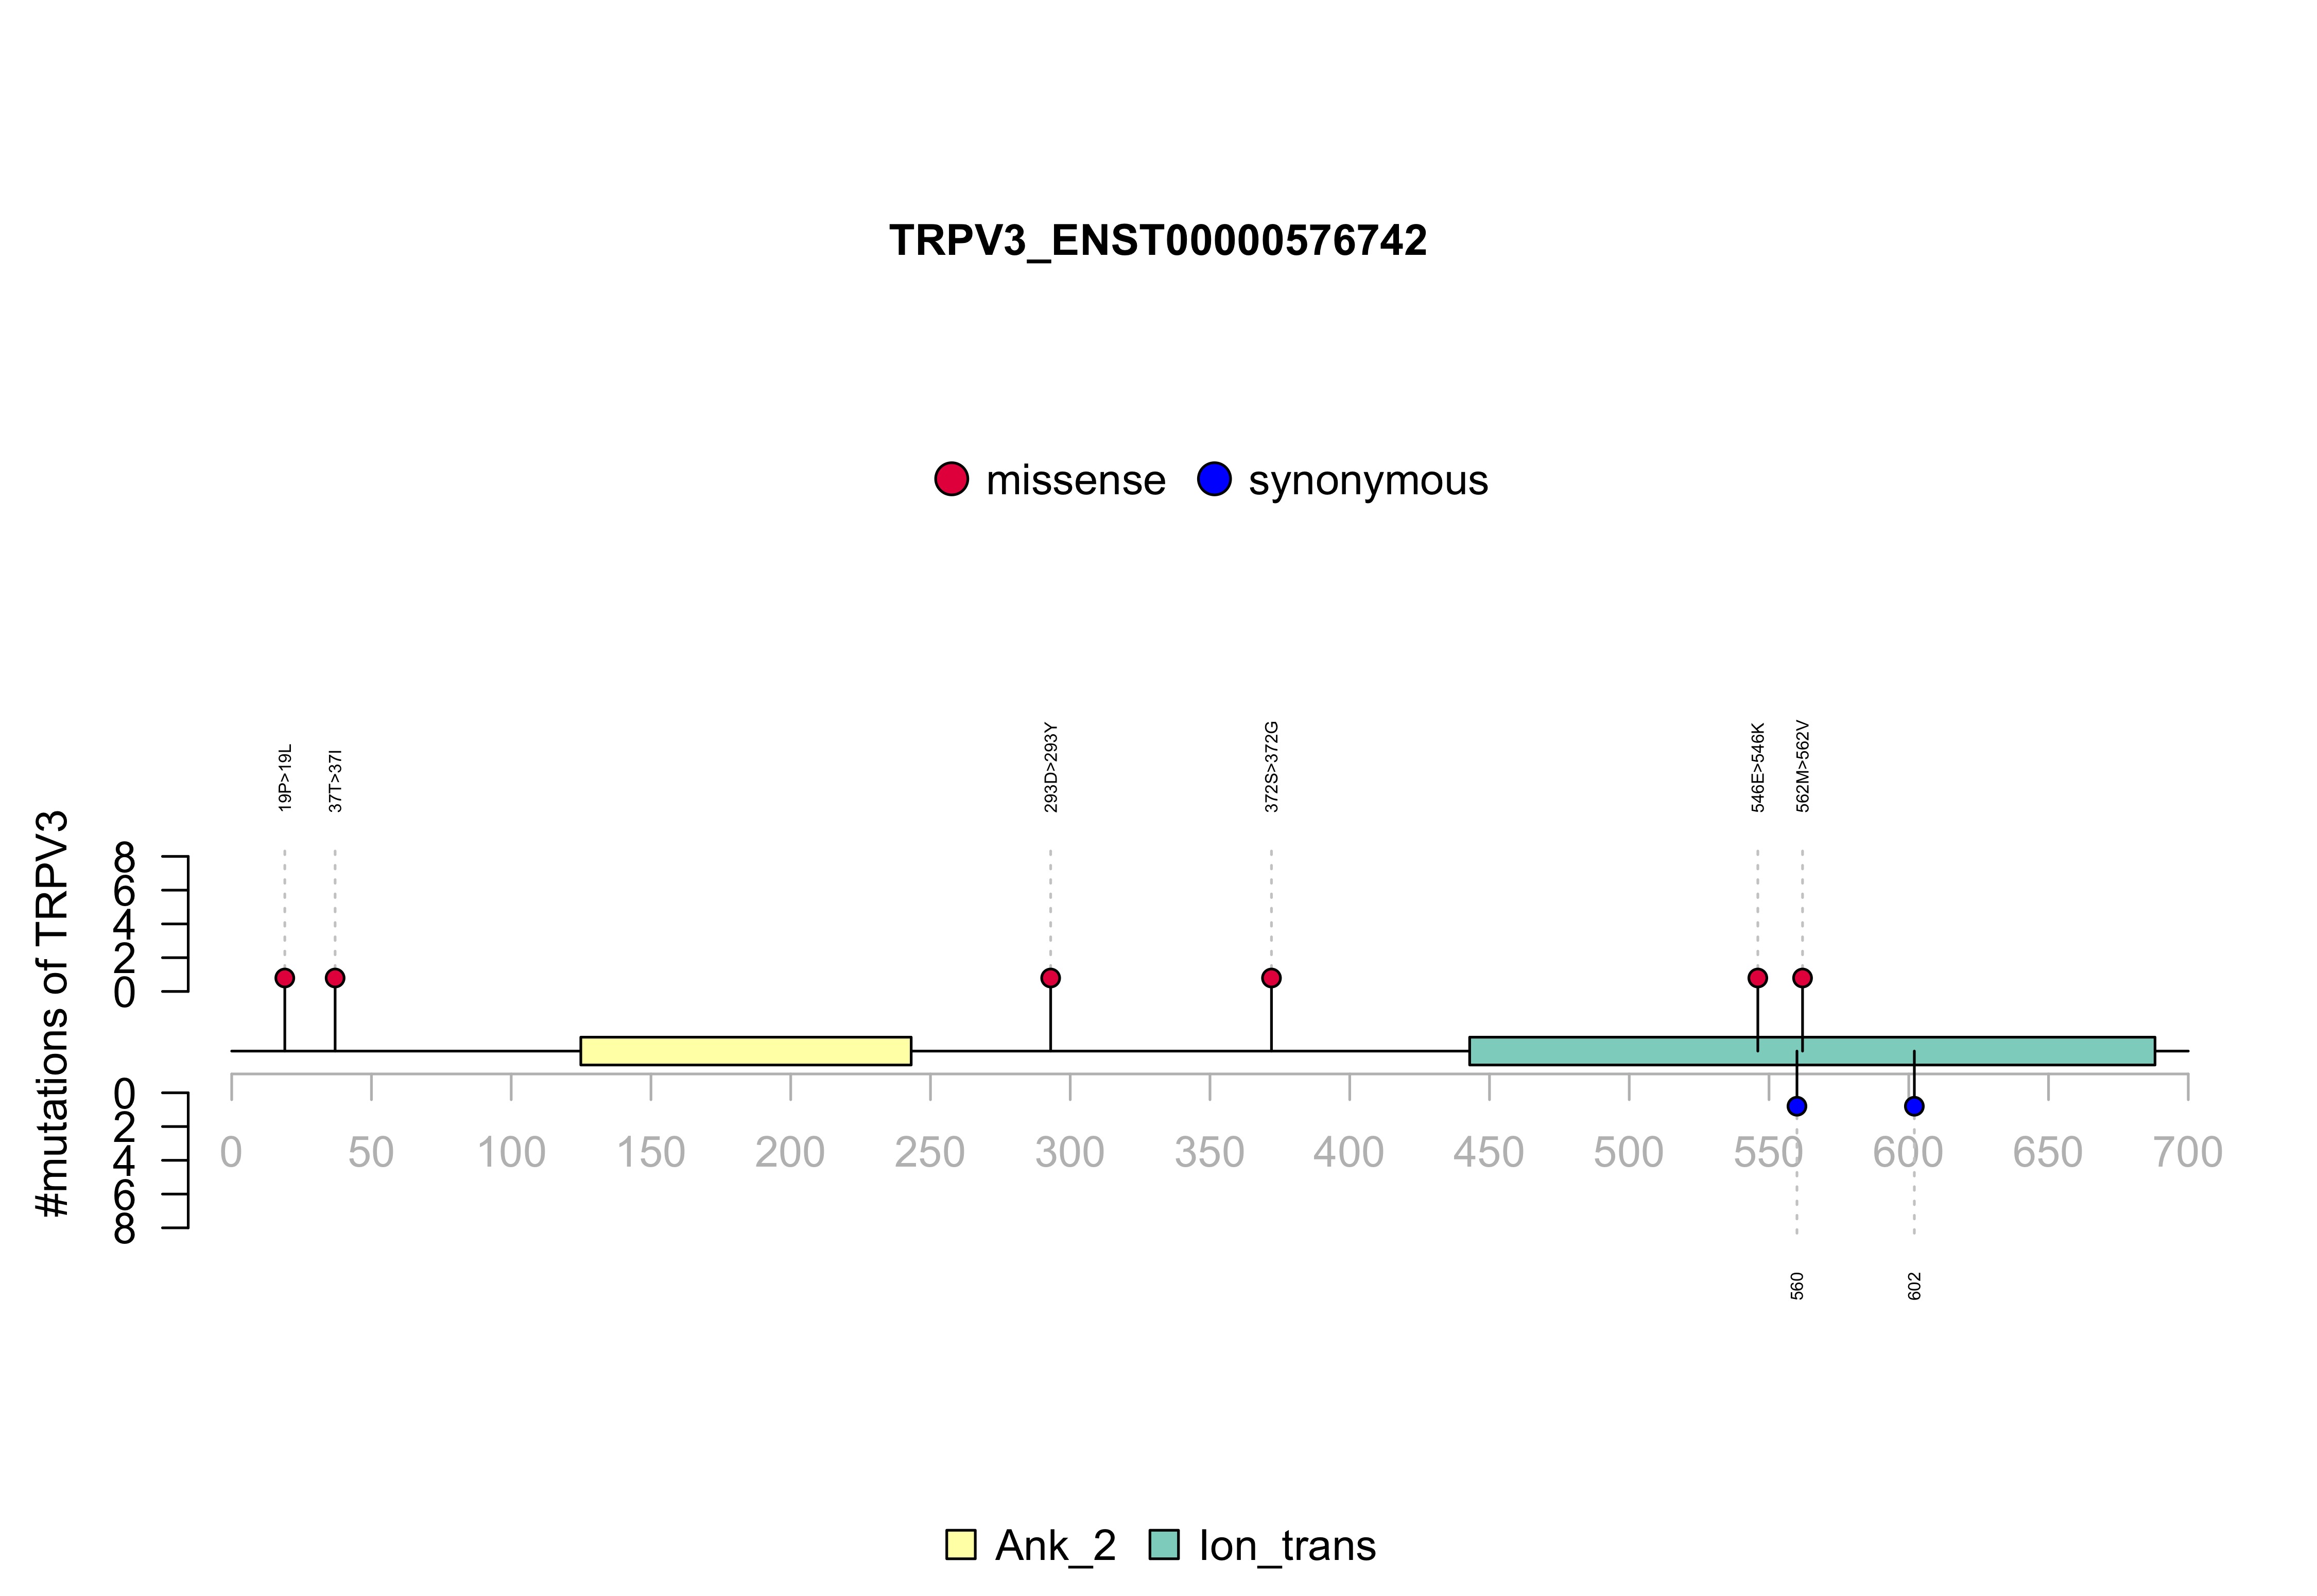 TRPV3_ENST00000576742
missense synonymous
19P>19L
37T>37I
293D>293Y
372S>372G
546E>546K
562M>562V
#mutations of TRPV3
8
6
4
2
0
0
2
4
6
8
0 50 100 150 200 250 300 350 400 450 500 550 600 650 700
560
602
Ank_2 Ion_trans